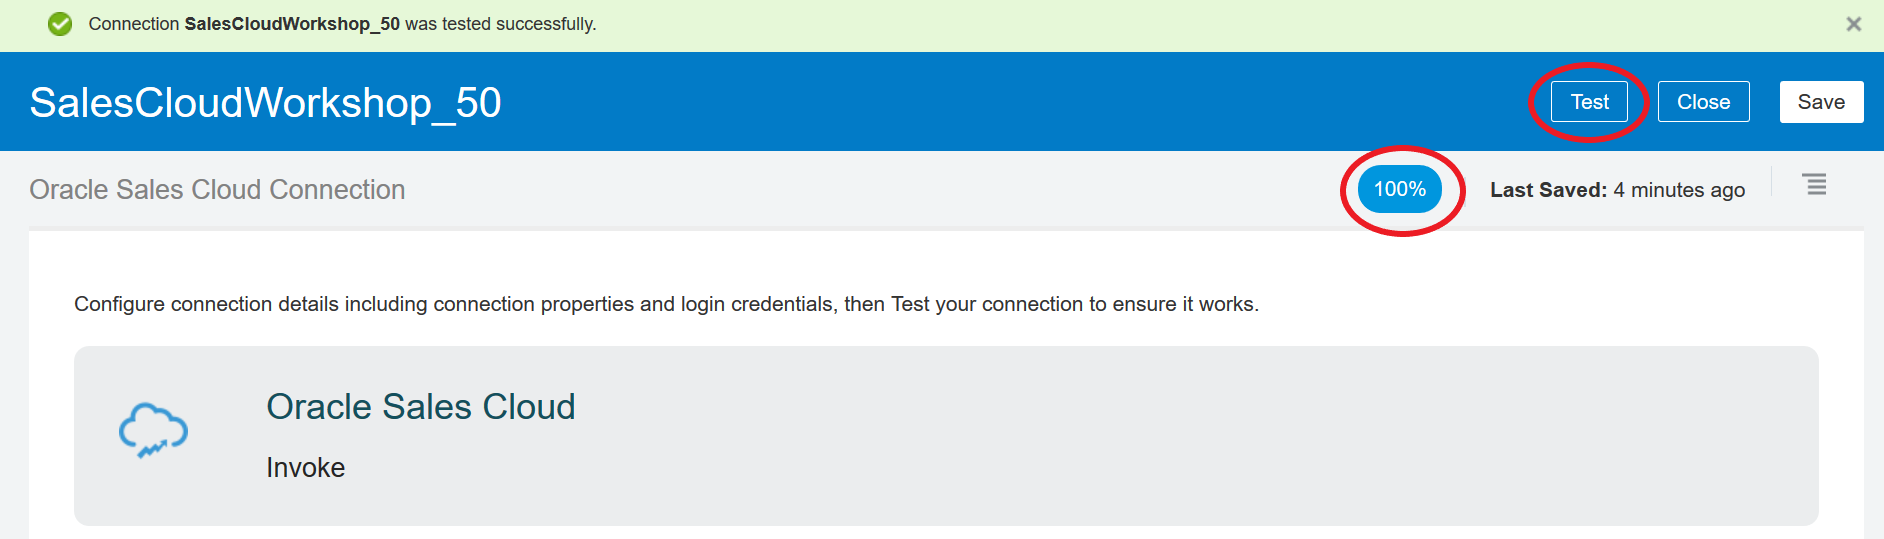 Connection SalesCloudWorkshop_50 was tested successfully.
SalesCloudWorkshop_50
Test
Close
Save
Oracle Sales Cloud Connection
100%
Last Saved: 4 minutes ago
Configure connection details including connection properties and login credentials, then Test your connection to ensure it works.
Oracle Sales Cloud
Invoke